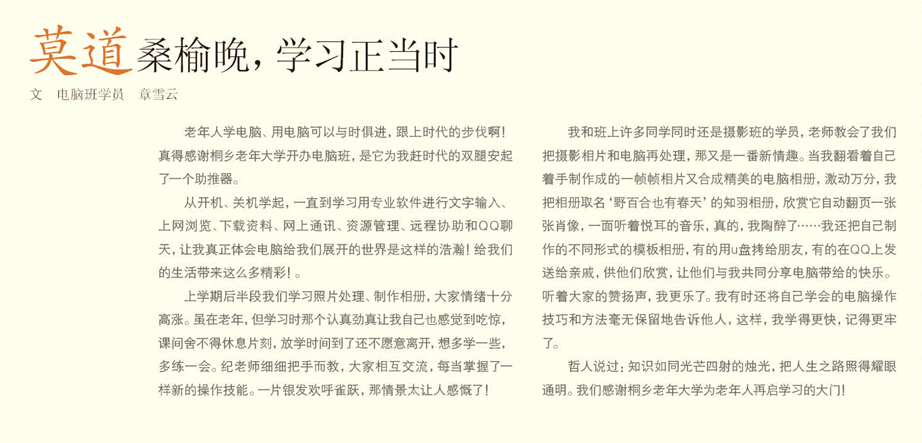 莫道桑榆晚，学习正当时
文 电脑班学员 章雪云
老年人学电脑、用电脑可以与时俱进，跟上时代的步伐啊！
真得感谢桐乡老年大学开办电脑班，是它为我赶时代的双腿安起
了一个助推器。
从开机、关机学起，一直到学习用专业软件进行文字输入、
上网浏览、下载资料、网上通讯、资源管理、远程协助和QQ聊
天，让我真正体会电脑给我们展开的世界是这样的浩瀚！给我们
的生活带来这么多精彩！。
上学期后半段我们学习照片处理、制作相册，大家情绪十分
高涨。虽在老年，但学习时那个认真劲真让我自己也感觉到吃惊，
课间舍不得休息片刻，放学时间到了还不愿意离开，想多学一些，
多练一会。纪老师细细把手而教，大家相互交流，每当掌握了一
样新的操作技能。一片银发欢呼雀跃，那情景太让人感慨了！
我和班上许多同学同时还是摄影班的学员，老师教会了我们
把摄影相片和电脑再处理，那又是一番新情趣。当我翻看着自己
着手制作成的一帧帧相片又合成精美的电脑相册，激动万分，我
把相册取名‘野百合也有春天’的知羽相册，欣赏它自动翻页一张
张肖像，一面听着悦耳的音乐，真的，我陶醉了……我还把自己制
作的不同形式的模板相册，有的用u盘拷给朋友，有的在QQ上发
送给亲戚，供他们欣赏，让他们与我共同分享电脑带给的快乐。
听着大家的赞扬声，我更乐了。我有时还将自己学会的电脑操作
技巧和方法毫无保留地告诉他人，这样，我学得更快，记得更牢
了。
哲人说过：知识如同光芒四射的烛光，把人生之路照得耀眼
通明。我们感谢桐乡老年大学为老年人再启学习的大门！